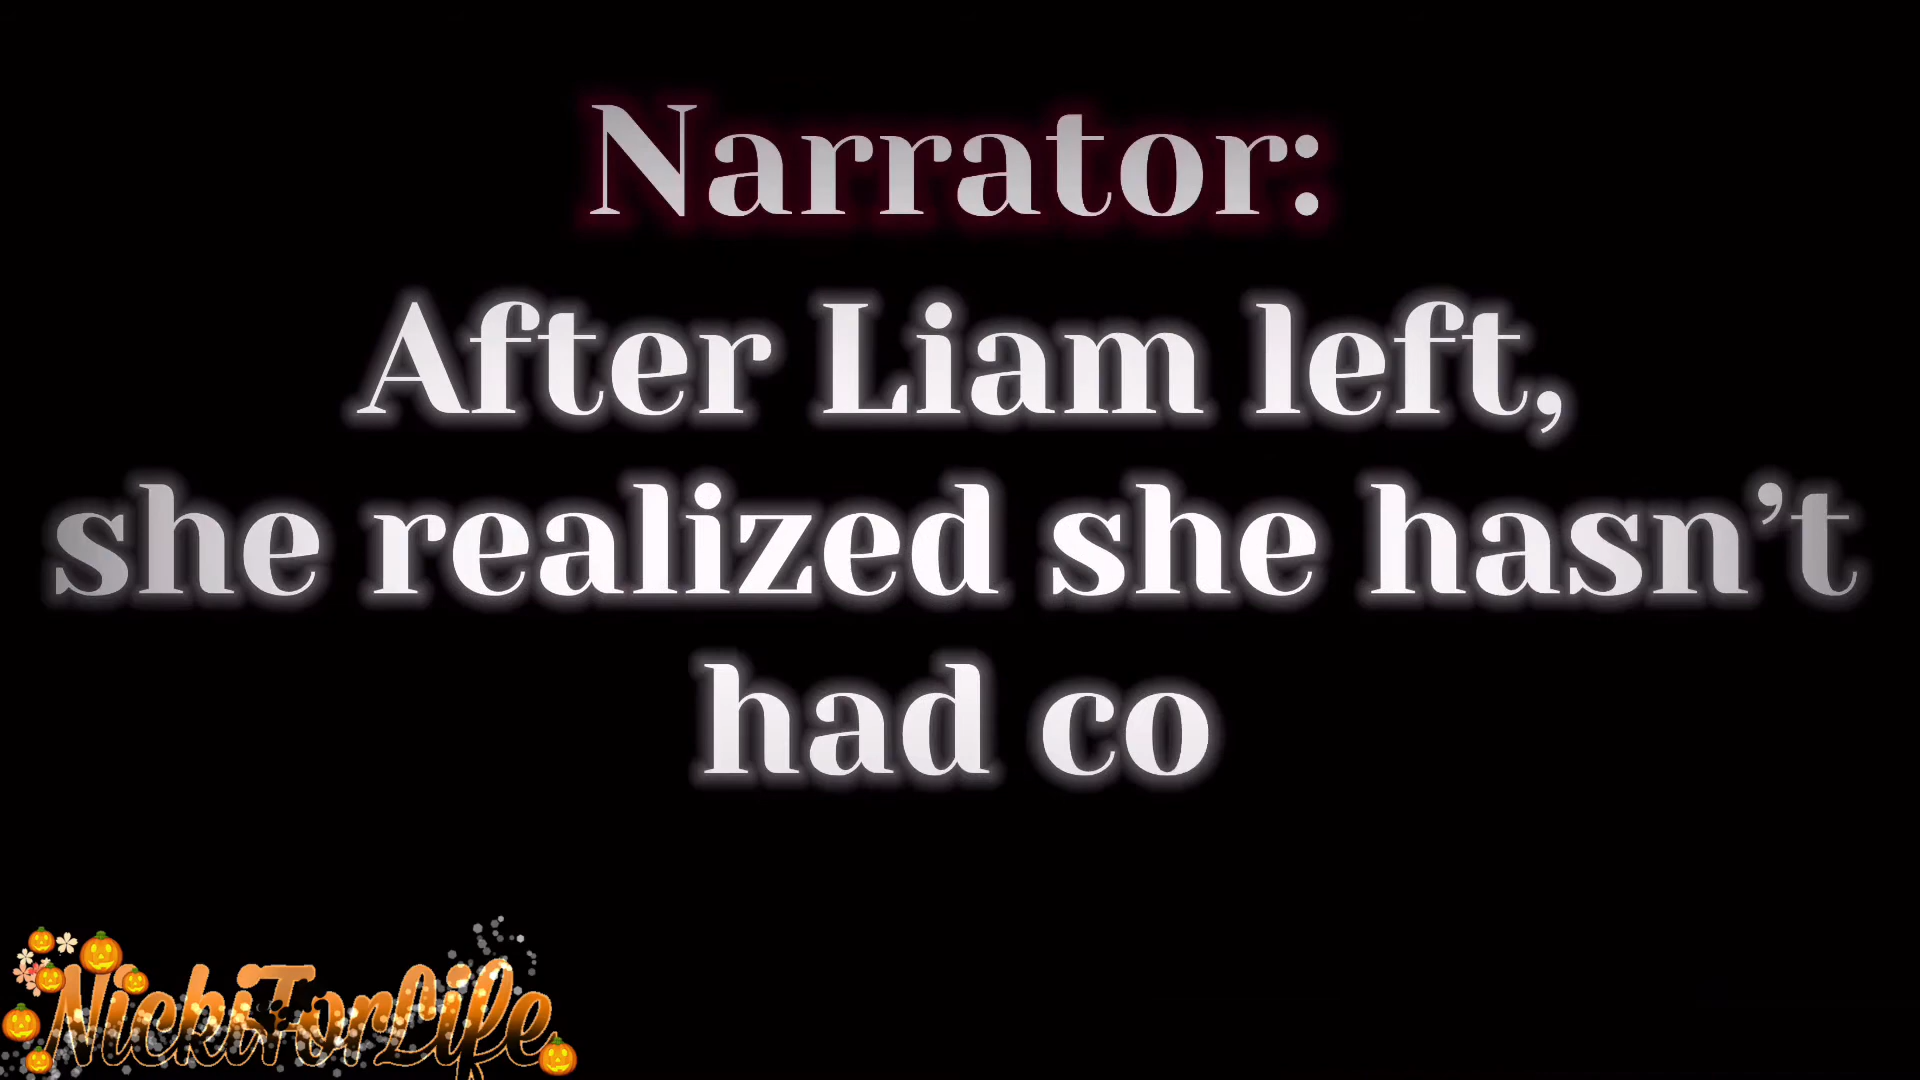 Narrator:
After Liam left,
she realized she hasn’t
had co
NickiForLife